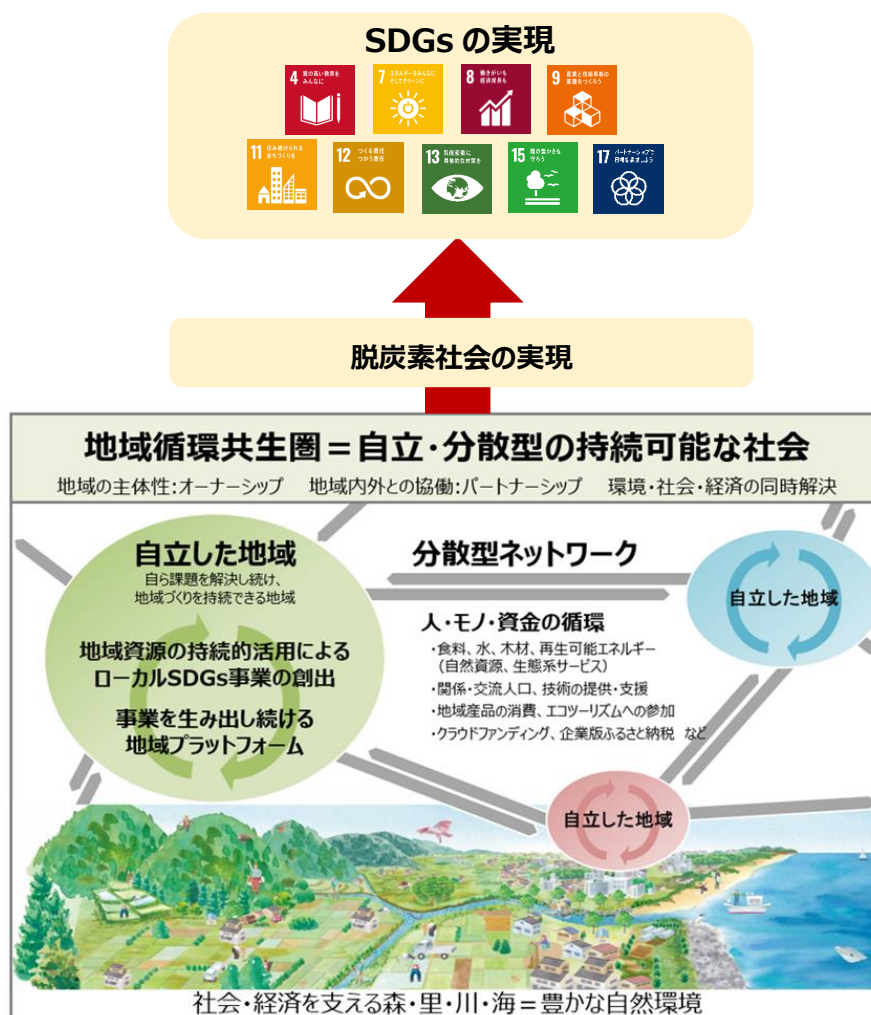 SDGs の実現
4 質の高い教育を
みんなに
7 エネルギーをみんなに
そしてクリーンに
8 働きがいも
経済成長も
9 産業と技術革新の
基盤をつくろう
11 住み続けられる
まちづくりを
12 つくる責任
つかう責任
13 気候変動に
具体的な対策を
15 陸の豊かさも
守ろう
17 パートナーシップで
目標を達成しよう
脱炭素社会の実現
地域循環共生圏＝自立・分散型の持続可能な社会
地域の主体性:オーナーシップ 地域内外との協働:パートナーシップ 環境・社会・経済の同時解決
自立した地域
自ら課題を解決し続け、
地域づくりを持続できる地域
地域資源の持続的活用による
ローカルSDGs事業の創出
事業を生み出し続ける
地域プラットフォーム
分散型ネットワーク
人・モノ・資金の循環
・食料、水、木材、再生可能エネルギー
（自然資源、生態系サービス）
・関係・交流人口、技術の提供・支援
・地域産品の消費、エコツーリズムへの参加
・クラウドファンディング、企業版ふるさと納税 など
自立した地域
自立した地域
社会・経済を支える森・里・川・海＝豊かな自然環境